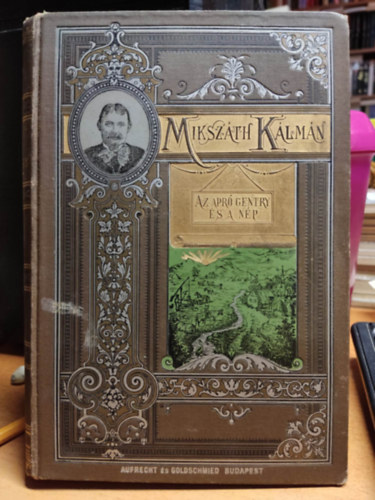 MIKSZÁTH KÁLMÁN
AZ APRÓ GENTRY
ÉS A NÉP
AUFRECHT ÉS GOLDSCHMIED BUDAPEST